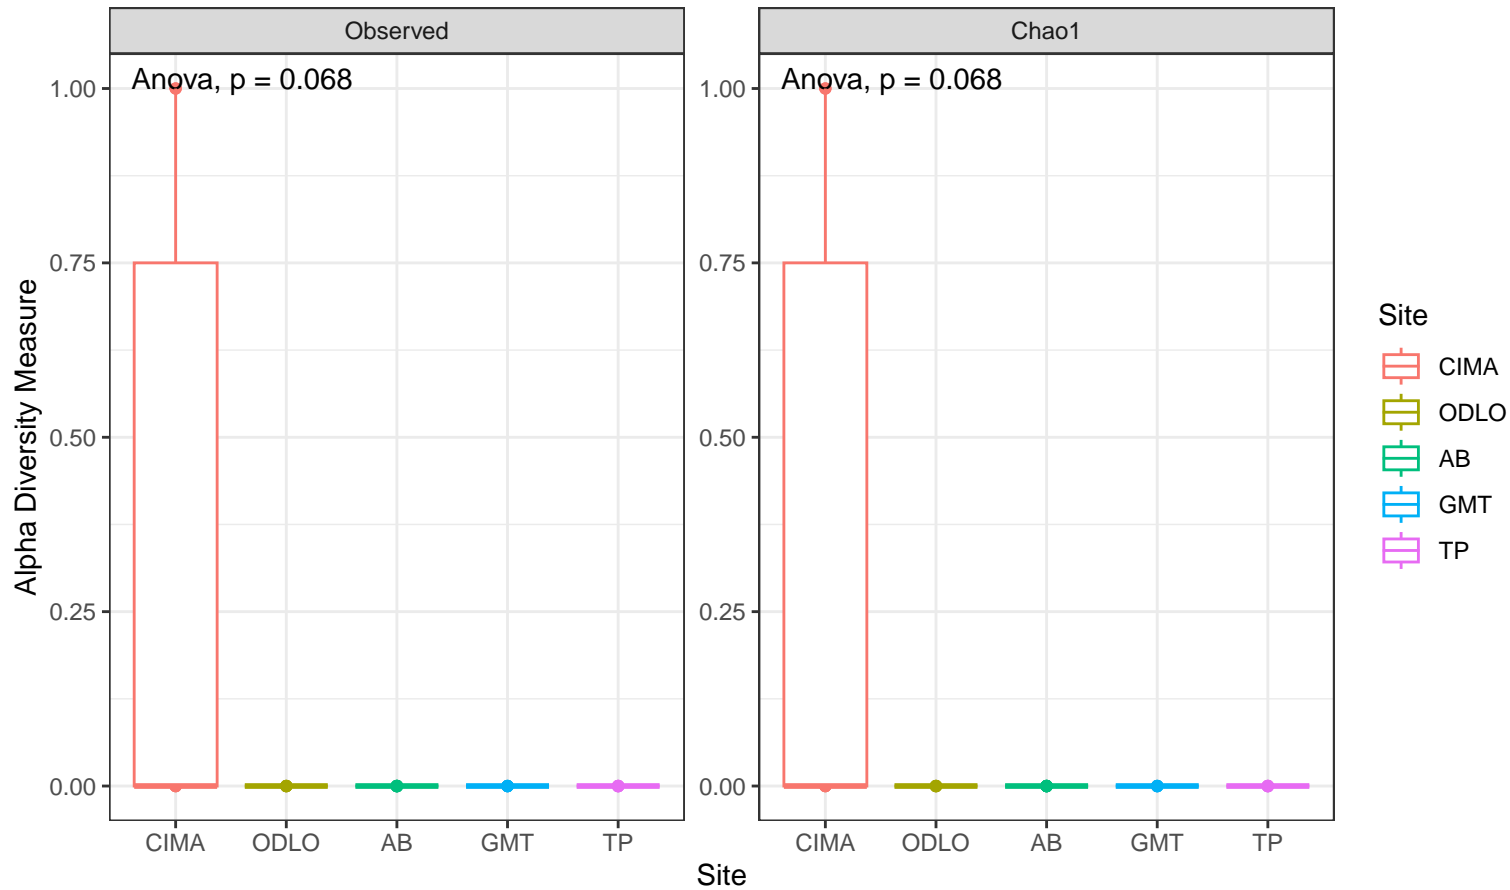 Observed
Chao1
Anova, p = 0.068
Anova, p = 0.068
Alpha Diversity Measure
1.00
0.75
0.50
0.25
0.00
1.00
0.75
0.50
0.25
0.00
CIMA ODLO AB GMT TP
CIMA ODLO AB GMT TP
Site
Site
CIMA
ODLO
AB
GMT
TP